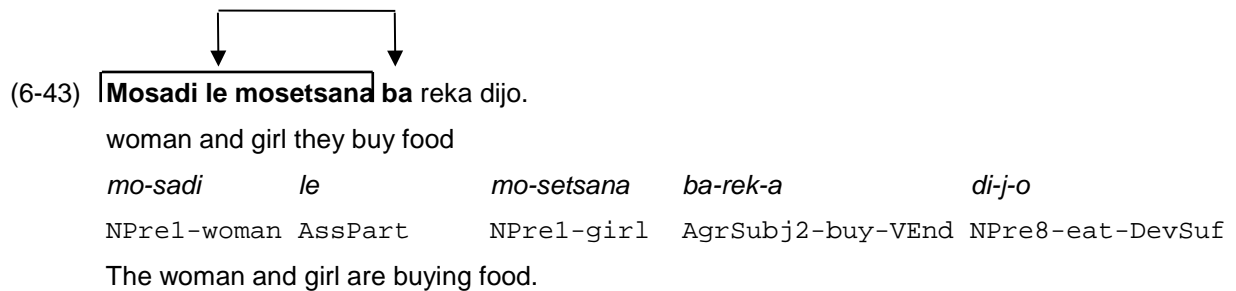 (6-43) Mosadi le mosetsana ba reka dijo.
woman and girl they buy food
mo-sadi le mo-setsana ba-rek-a di-j-o
NPre1-woman AssPart NPre1-girl AgrSubj2-buy-VEnd NPre8-eat-DevSuf
The woman and girl are buying food.